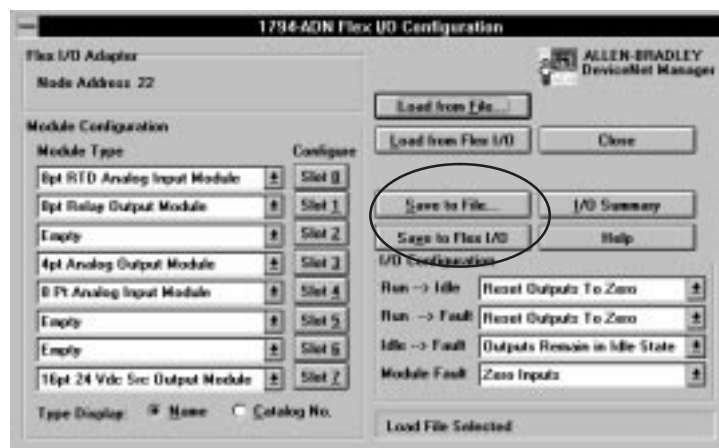 1794-ADN Flex I/O Configuration
Flex I/O Adapter
Node Address 22
ALLEN-BRADLEY
DeviceNet Manager
Load from File...
Load from Flex I/O
Close
Module Configuration
Module Type
Configure
8pt RTD Analog Input Module
Slot 0
8pt Relay Output Module
Slot 1
Empty
Slot 2
4pt Analog Output Module
Slot 3
8 Pt Analog Input Module
Slot 4
Empty
Slot 5
Empty
Slot 6
16pt 24 Vdc Src Output Module
Slot 7
Type Display:
Name
Catalog No.
Save to File...
I/O Summary
Save to Flex I/O
Help
I/O Configuration
Run --> Idle
Reset Outputs To Zero
Run --> Fault
Reset Outputs To Zero
Idle --> Fault
Outputs Remain in Idle State
Module Fault
Zero Inputs
Load File Selected